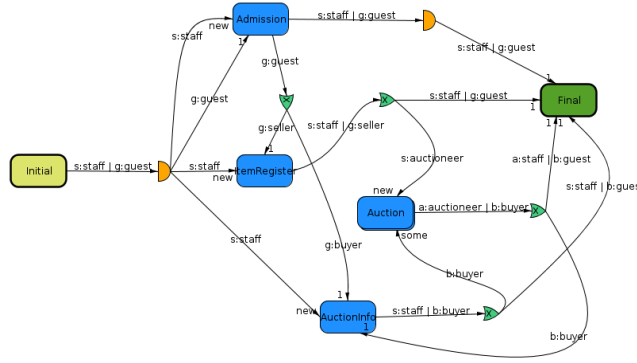 Admission
new
s:staff
1
s:staff | g:guest
s:staff | g:guest
1
g:guest
g:guest
g:seller
1
s:staff | g:seller
s:staff | g:guest
1
Final
1
1
Initial
s:staff | g:guest
s:staff
new
ItemRegister
s:auctioneer
a:staff | b:guest
s:staff | b:gues
new
Auction
a:auctioneer | b:buyer
some
s:staff
g:buyer
b:buyer
1
new
AuctionInfo
1
s:staff | b:buyer
b:buyer
X
X
X
X